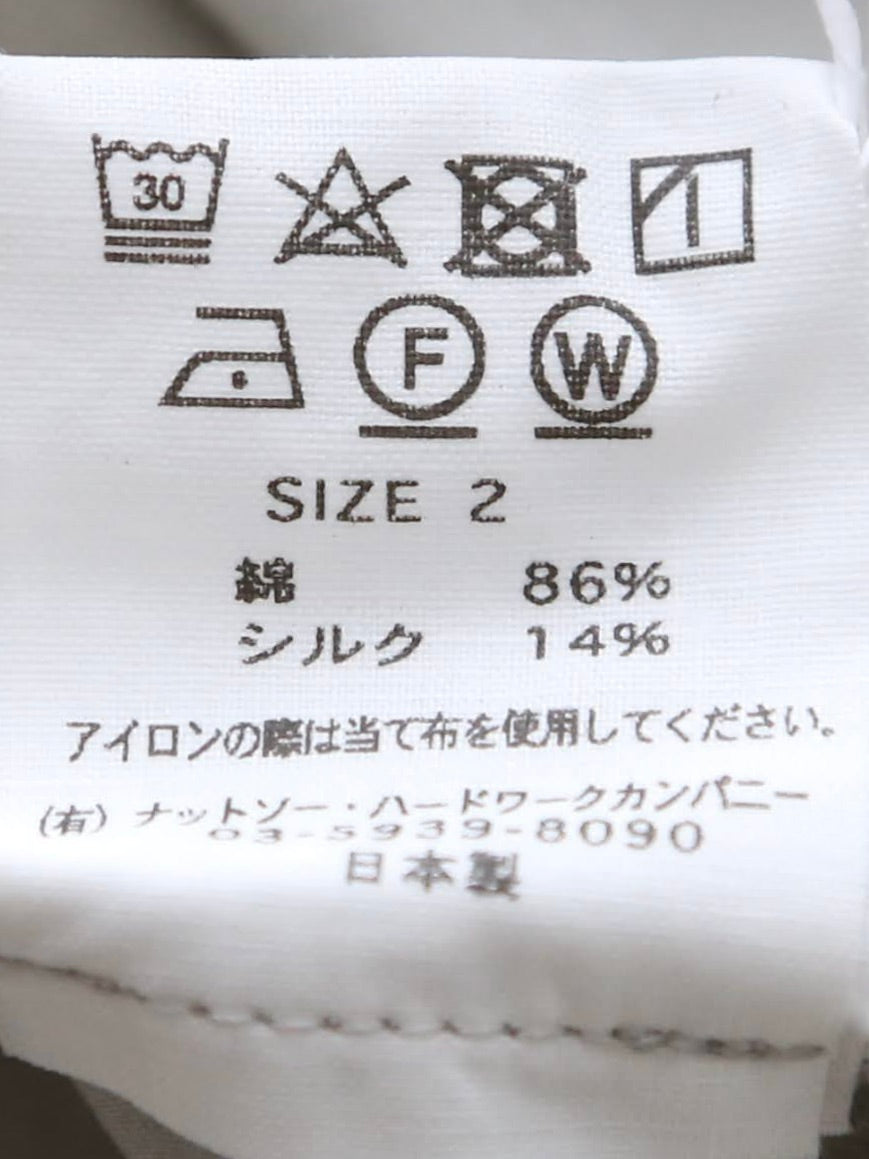 30
F W
SIZE 2
綿 86%
シルク 14%
アイロンの際は当て布を使用してください。
(有) ナットソー・ハードワークカンパニー
03-5939-8090
日本製